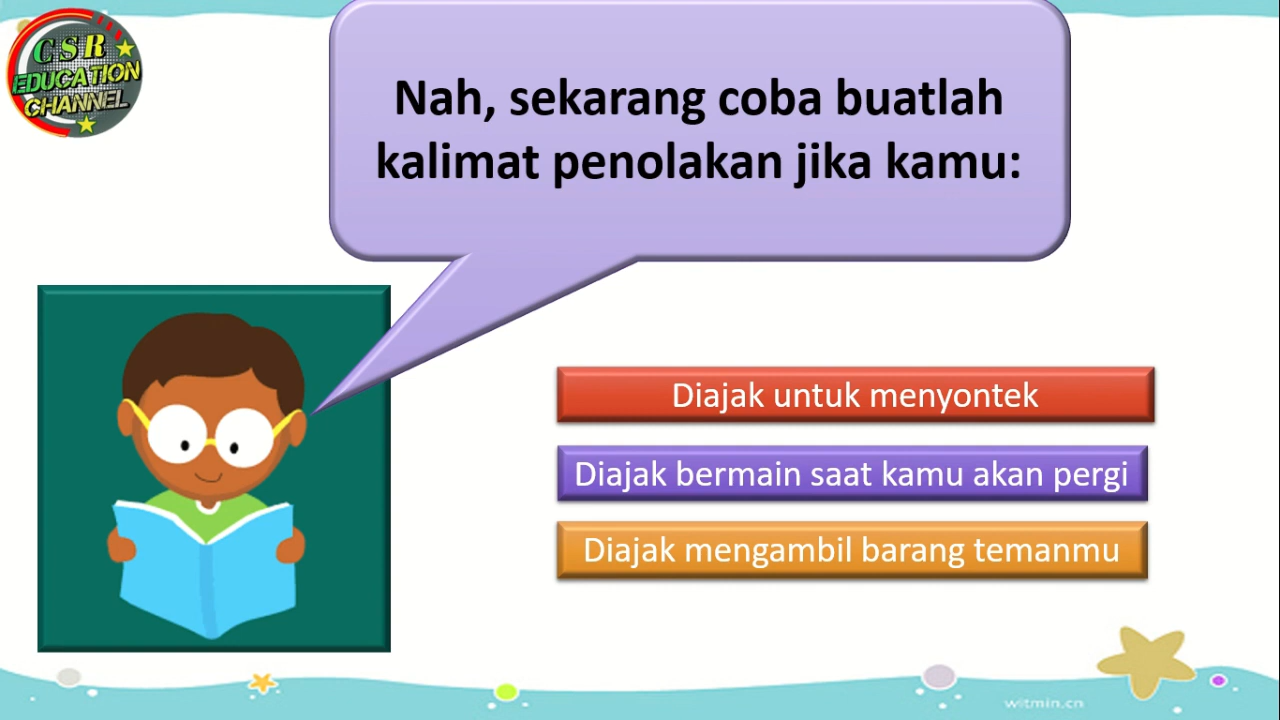 CSR
EDUCATION
CHANNEL
Nah, sekarang coba buatlah
kalimat penolakan jika kamu:
Diajak untuk menyontek
Diajak bermain saat kamu akan pergi
Diajak mengambil barang temanmu
witmin.cn